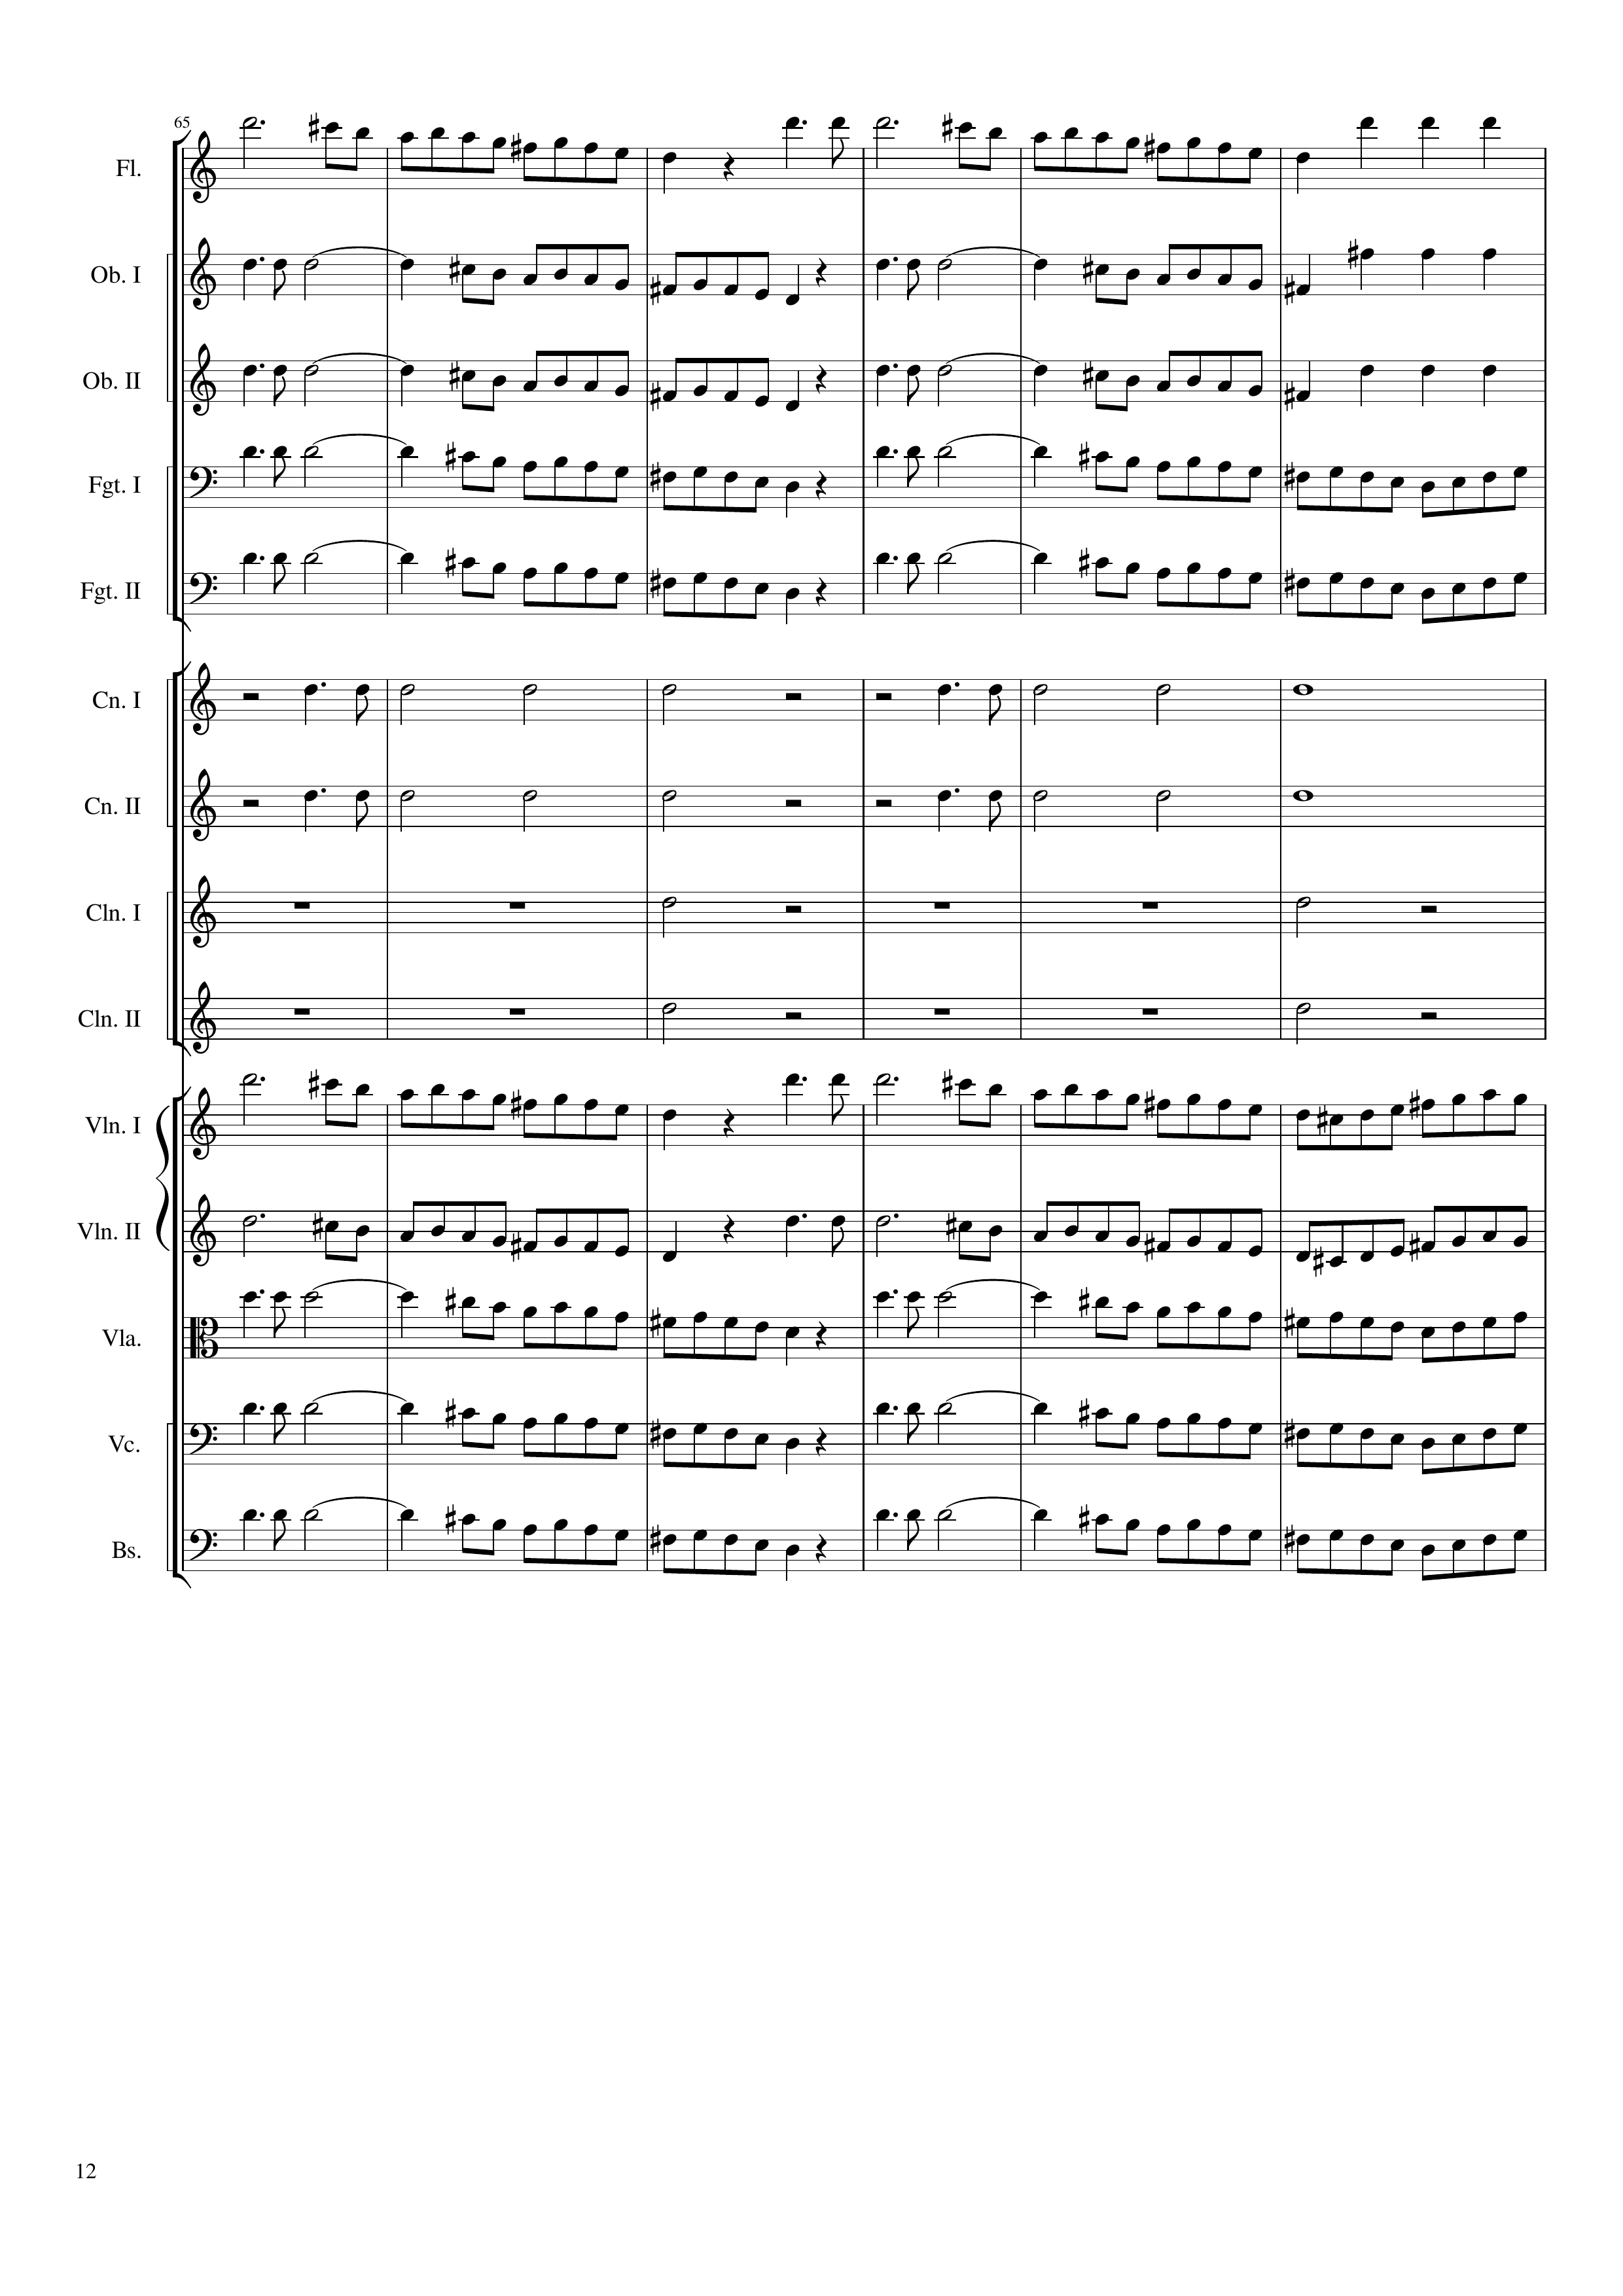 65
Fl.
Ob. I
Ob. II
Fgt. I
Fgt. II
Cn. I
Cn. II
Cln. I
Cln. II
Vln. I
Vln. II
Vla.
Vc.
Bs.
12